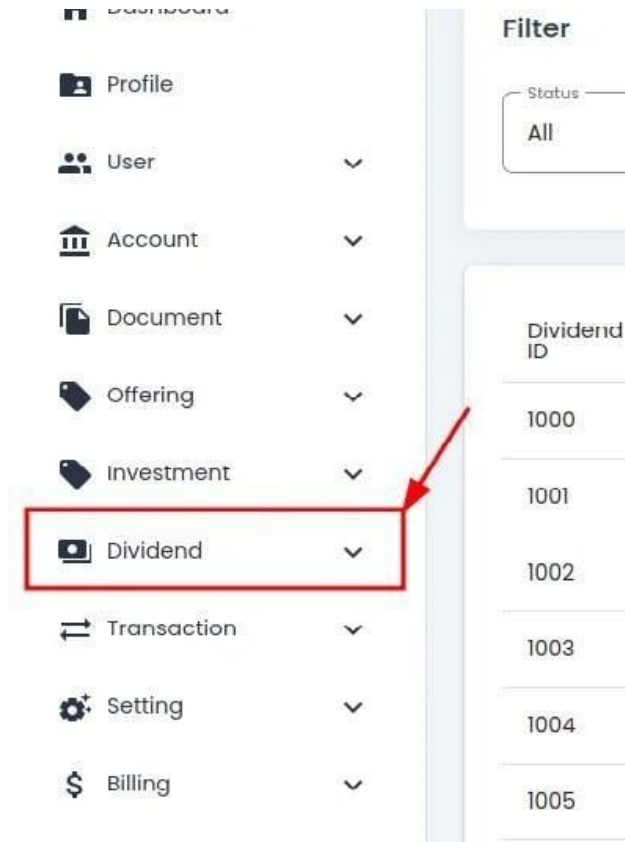 Dashboard
Profile
User
Account
Document
Offering
Investment
Dividend
Transaction
Setting
$ Billing
Filter
Status
All
Dividend
ID
1000
1001
1002
1003
1004
1005